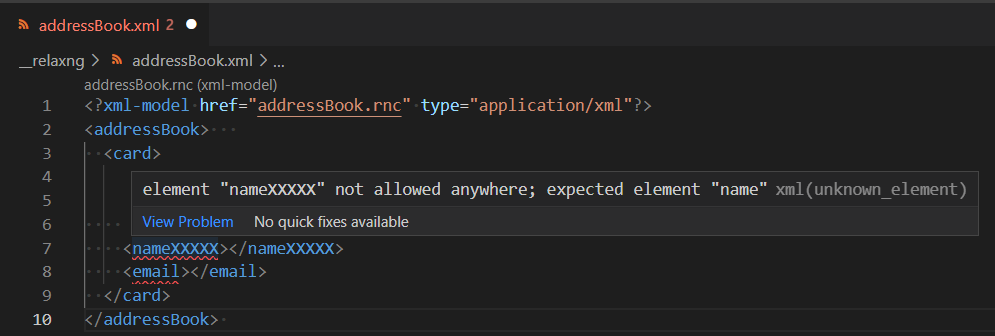 addressBook.xml 2
__relaxng > addressBook.xml > ...
addressBook.rnc (xml-model)
1 <?xml-model href="addressBook.rnc" type="application/xml"?>
2 <addressBook>
3 <card>
4
element "nameXXXXX" not allowed anywhere; expected element "name" xml(unknown_element)
5
View Problem No quick fixes available
6
7 <nameXXXXX></nameXXXXX>
8 <email></email>
9 </card>
10 </addressBook>